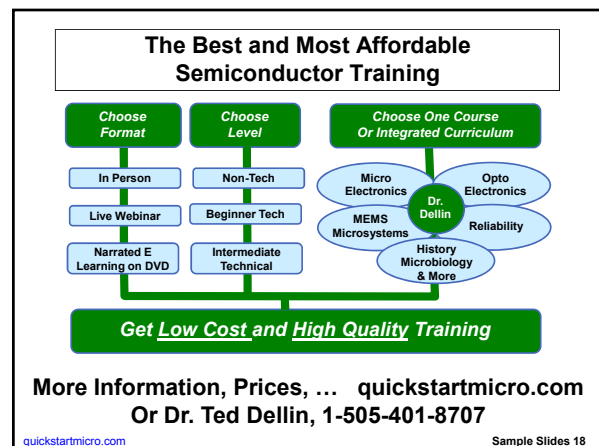 The Best and Most Affordable
Semiconductor Training
Choose
Format
In Person
Live Webinar
Narrated E
Learning on DVD
Choose
Level
Non-Tech
Beginner Tech
Intermediate
Technical
Choose One Course
Or Integrated Curriculum
Micro
Electronics
Opto
Electronics
Dr.
Dellin
MEMS
Microsystems
Reliability
History
Microbiology
& More
Get Low Cost and High Quality Training
More Information, Prices, … quickstartmicro.com
Or Dr. Ted Dellin, 1-505-401-8707
quickstartmicro.com
Sample Slides 18